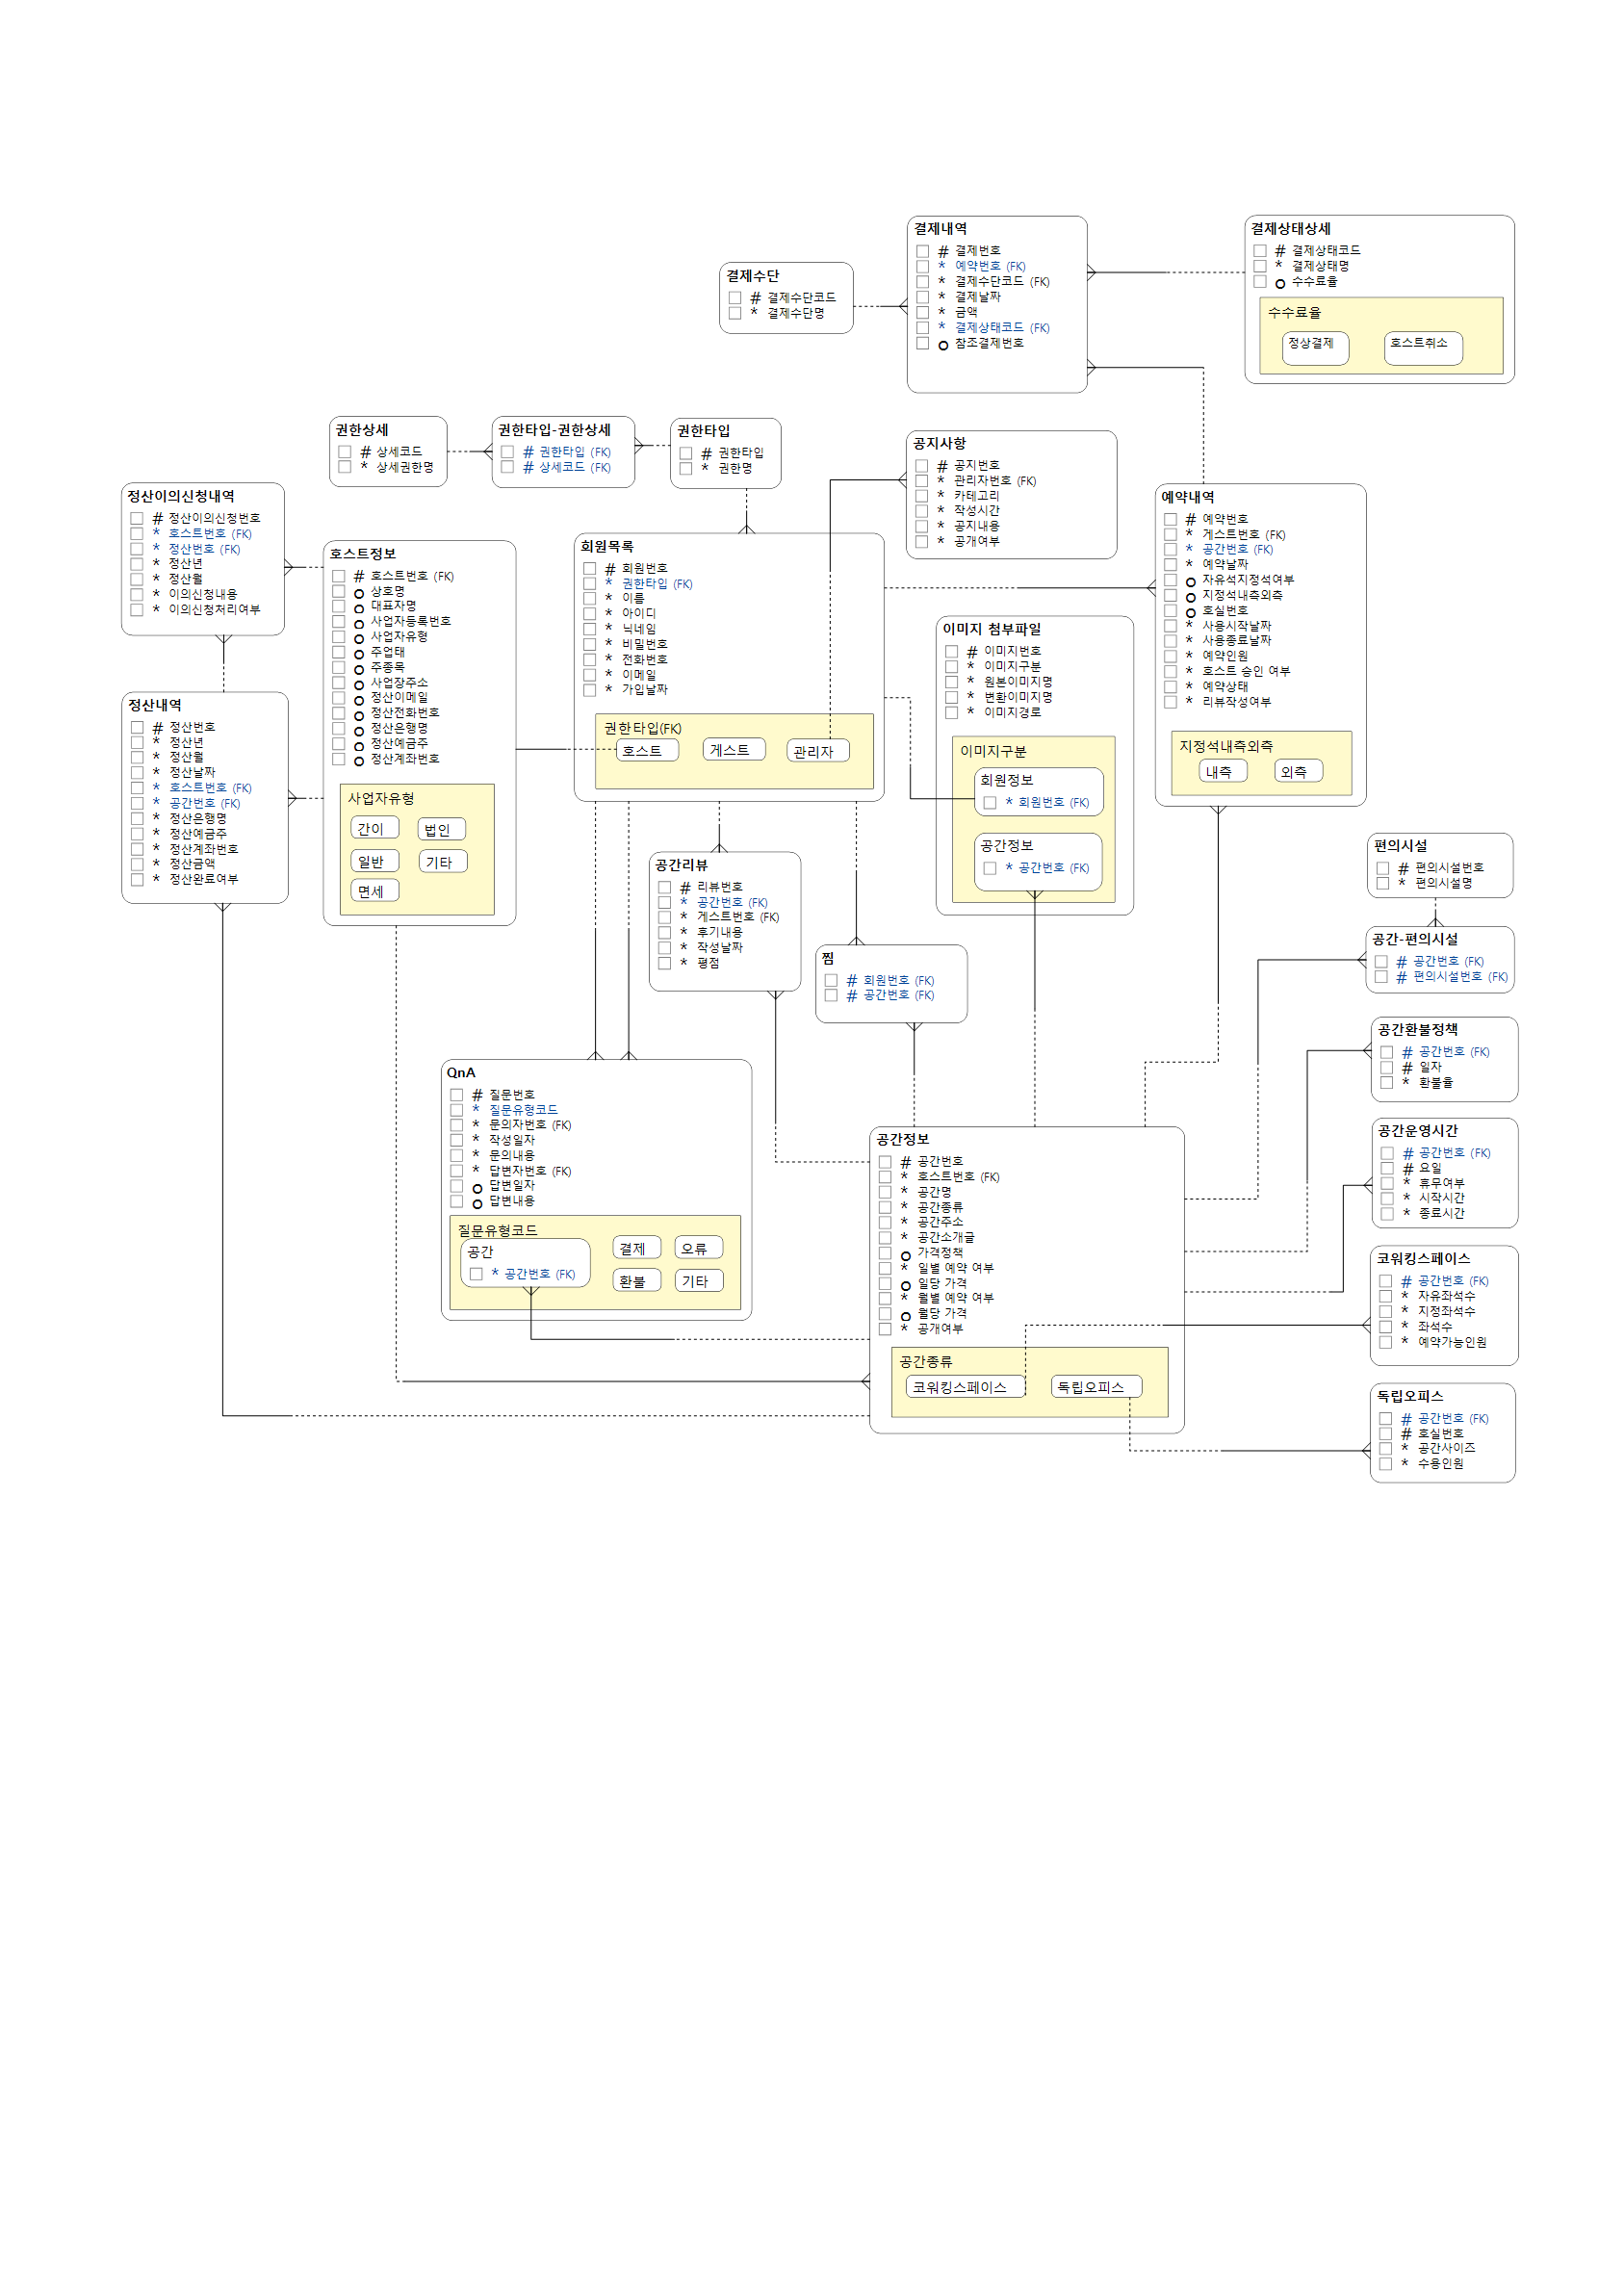 결제내역
# 결제번호
* 예약번호 (FK)
* 결제수단코드 (FK)
* 결제날짜
* 금액
* 결제상태코드 (FK)
o 참조결제번호
결제상태상세
# 결제상태코드
* 결제상태명
o 수수료율
수수료율
정상결제
호스트취소
결제수단
# 결제수단코드
* 결제수단명
권한상세
# 상세코드
* 상세권한명
권한타입-권한상세
# 권한타입 (FK)
# 상세코드 (FK)
권한타입
# 권한타입
* 권한명
공지사항
# 공지번호
* 관리자번호 (FK)
* 카테고리
* 작성시간
* 공지내용
* 공개여부
정산이의신청내역
# 정산이의신청번호
* 호스트번호 (FK)
* 정산번호 (FK)
* 정산년
* 정산월
* 이의신청내용
* 이의신청처리여부
호스트정보
# 호스트번호 (FK)
o 상호명
o 대표자명
o 사업자등록번호
o 사업자유형
o 주업태
o 주종목
o 사업장주소
o 정산이메일
o 정산전화번호
o 정산은행명
o 정산예금주
o 정산계좌번호
사업자유형
간이
법인
일반
기타
면세
회원목록
# 회원번호
* 권한타입 (FK)
* 이름
* 아이디
* 닉네임
* 비밀번호
* 전화번호
* 이메일
* 가입날짜
권한타입(FK)
호스트
게스트
관리자
예약내역
# 예약번호
* 게스트번호 (FK)
* 공간번호 (FK)
* 예약날짜
o 자유석지정석여부
o 지정석내측외측
o 호실번호
* 사용시작날짜
* 사용종료날짜
* 예약인원
* 호스트 승인 여부
* 예약상태
* 리뷰작성여부
지정석내측외측
내측
외측
이미지 첨부파일
# 이미지번호
* 이미지구분
* 원본이미지명
* 변환이미지명
* 이미지경로
이미지구분
회원정보
* 회원번호 (FK)
공간정보
* 공간번호 (FK)
정산내역
# 정산번호
* 정산년
* 정산월
* 정산날짜
* 호스트번호 (FK)
* 공간번호 (FK)
* 정산은행명
* 정산예금주
* 정산계좌번호
* 정산금액
* 정산완료여부
공간리뷰
# 리뷰번호
* 공간번호 (FK)
* 게스트번호 (FK)
* 후기내용
* 작성날짜
* 평점
찜
# 회원번호 (FK)
# 공간번호 (FK)
편의시설
# 편의시설번호
* 편의시설명
공간-편의시설
# 공간번호 (FK)
# 편의시설번호 (FK)
공간환불정책
# 공간번호 (FK)
# 일자
* 환불율
공간운영시간
# 공간번호 (FK)
# 요일
* 휴무여부
* 시작시간
* 종료시간
QnA
# 질문번호
* 질문유형코드
* 문의자번호 (FK)
* 작성일자
* 문의내용
* 답변자번호 (FK)
o 답변일자
o 답변내용
질문유형코드
공간
* 공간번호 (FK)
결제
오류
환불
기타
공간정보
# 공간번호
* 호스트번호 (FK)
* 공간명
* 공간종류
* 공간주소
* 공간소개글
o 가격정책
* 일별 예약 여부
o 일당 가격
* 월별 예약 여부
o 월당 가격
* 공개여부
공간종류
코워킹스페이스
독립오피스
코워킹스페이스
# 공간번호 (FK)
* 자유좌석수
* 지정좌석수
* 좌석수
* 예약가능인원
독립오피스
# 공간번호 (FK)
# 호실번호
* 공간사이즈
* 수용인원